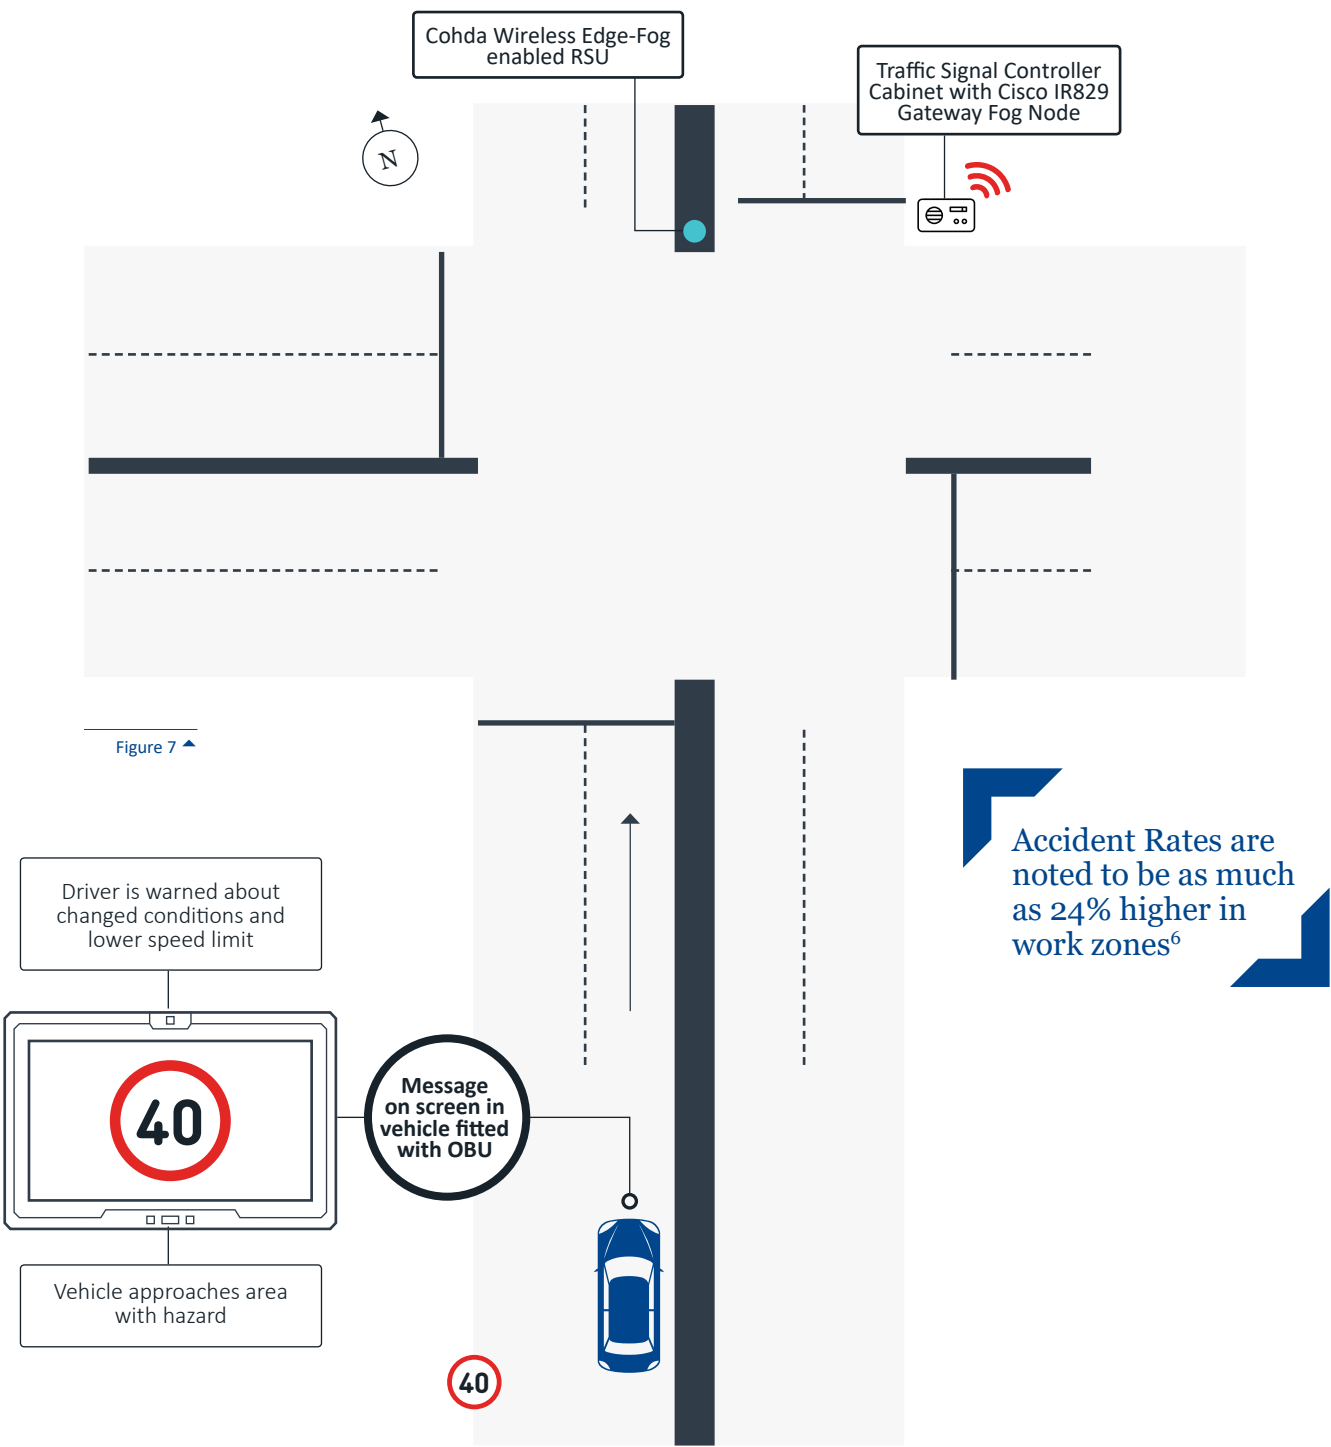 Cohda Wireless Edge-Fog
enabled RSU
Traffic Signal Controller
Cabinet with Cisco IR829
Gateway Fog Node
N
Figure 7
Accident Rates are
noted to be as much
as 24% higher in
work zones⁶
Driver is warned about
changed conditions and
lower speed limit
40
Message
on screen in
vehicle fitted
with OBU
Vehicle approaches area
with hazard
40